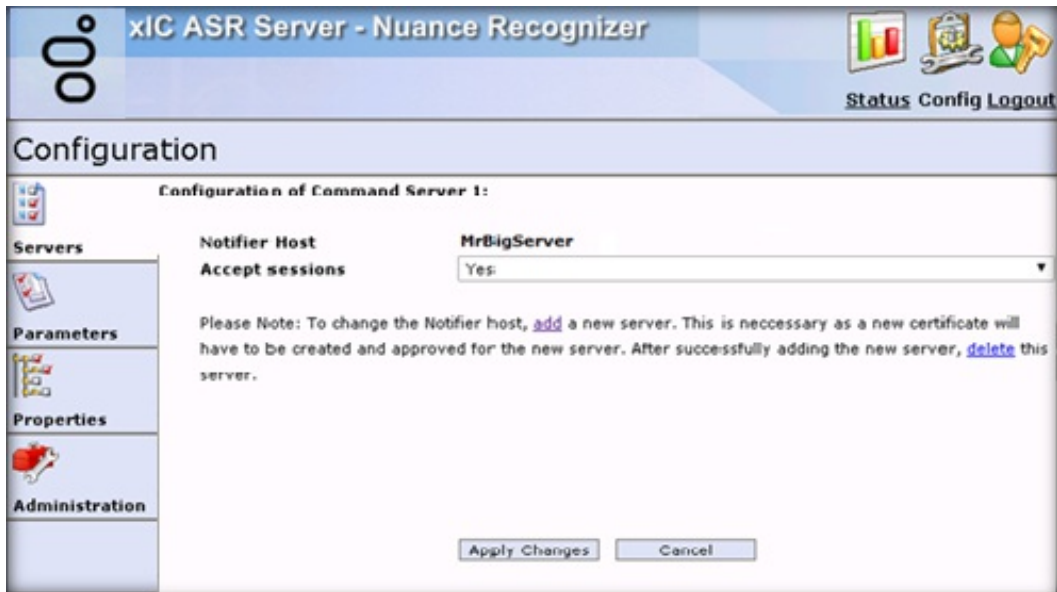 xIC ASR Server - Nuance Recognizer
Status Config Logout
Configuration
Configuration of Command Server 1:
Servers
Notifier Host MrBigServer
Accept sessions Yes
Parameters
Please Note: To change the Notifier host, add a new server. This is neccessary as a new certificate will
have to be created and approved for the new server. After successfully adding the new server, delete this
server.
Properties
Administration
Apply Changes Cancel